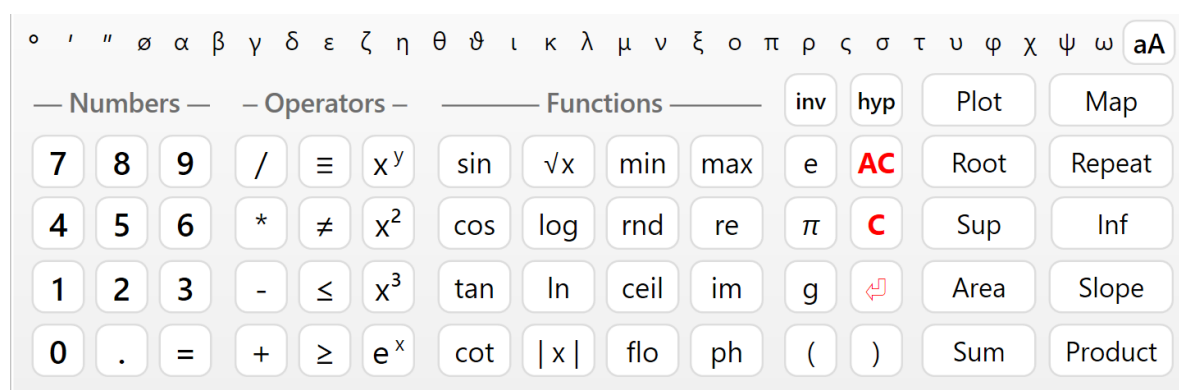 ° ′ ″ ø α β γ δ ε ζ η θ ϑ ι κ λ μ ν ξ ο π ρ ς σ τ υ φ χ ψ ω aA
Numbers Operators Functions inv hyp Plot Map
7 8 9 / ≡ x^y sin √x min max e AC Root Repeat
4 5 6 * ≠ x² cos log rnd re π C Sup Inf
1 2 3 - ≤ x³ tan ln ceil im g ⏎ Area Slope
0 . = + ≥ eˣ cot |x| flo ph ( ) Sum Product